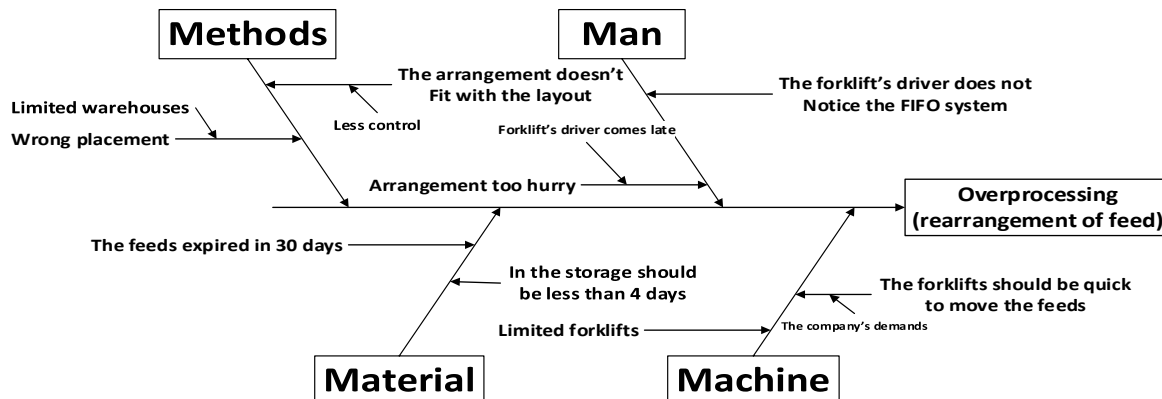 Methods
Man
The arrangement doesn't
Fit with the layout
The forklift's driver does not
Notice the FIFO system
Limited warehouses
Less control
Forklift's driver comes late
Wrong placement
Arrangement too hurry
Overprocessing
(rearrangement of feed)
The feeds expired in 30 days
In the storage should
be less than 4 days
The forklifts should be quick
to move the feeds
Limited forklifts
The company's demands
Material
Machine